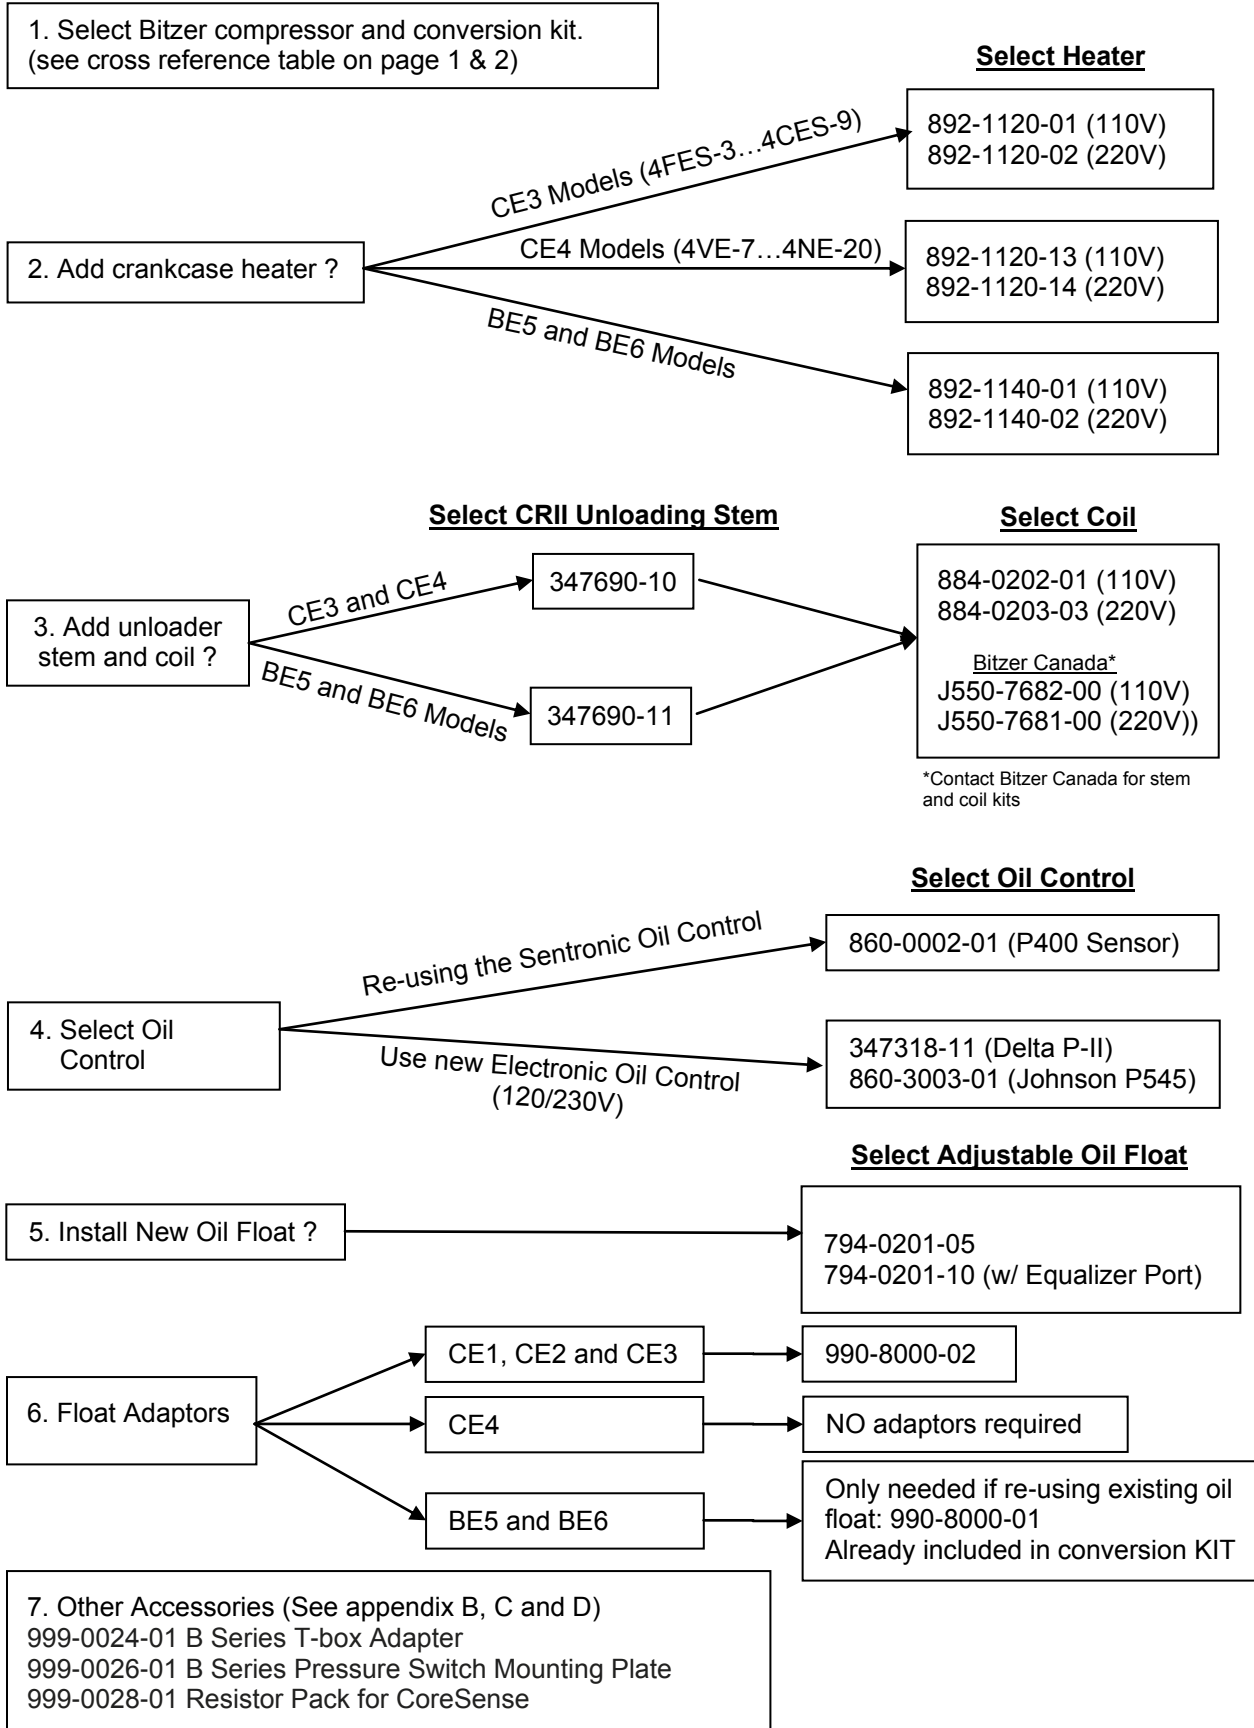 1. Select Bitzer compressor and conversion kit.
(see cross reference table on page 1 & 2)
Select Heater
CE3 Models (4FES-3…4CES-9)
892-1120-01 (110V)
892-1120-02 (220V)
2. Add crankcase heater ?
CE4 Models (4VE-7…4NE-20)
892-1120-13 (110V)
892-1120-14 (220V)
BE5 and BE6 Models
892-1140-01 (110V)
892-1140-02 (220V)
Select CRII Unloading Stem
Select Coil
3. Add unloader
stem and coil ?
CE3 and CE4
347690-10
BE5 and BE6 Models
347690-11
884-0202-01 (110V)
884-0203-03 (220V)
Bitzer Canada*
J550-7682-00 (110V)
J550-7681-00 (220V))
*Contact Bitzer Canada for stem
and coil kits
Select Oil Control
4. Select Oil
Control
Re-using the Sentronic Oil Control
860-0002-01 (P400 Sensor)
Use new Electronic Oil Control
(120/230V)
347318-11 (Delta P-II)
860-3003-01 (Johnson P545)
Select Adjustable Oil Float
5. Install New Oil Float ?
794-0201-05
794-0201-10 (w/ Equalizer Port)
6. Float Adaptors
CE1, CE2 and CE3
990-8000-02
CE4
NO adaptors required
BE5 and BE6
Only needed if re-using existing oil
float: 990-8000-01
Already included in conversion KIT
7. Other Accessories (See appendix B, C and D)
999-0024-01 B Series T-box Adapter
999-0026-01 B Series Pressure Switch Mounting Plate
999-0028-01 Resistor Pack for CoreSense